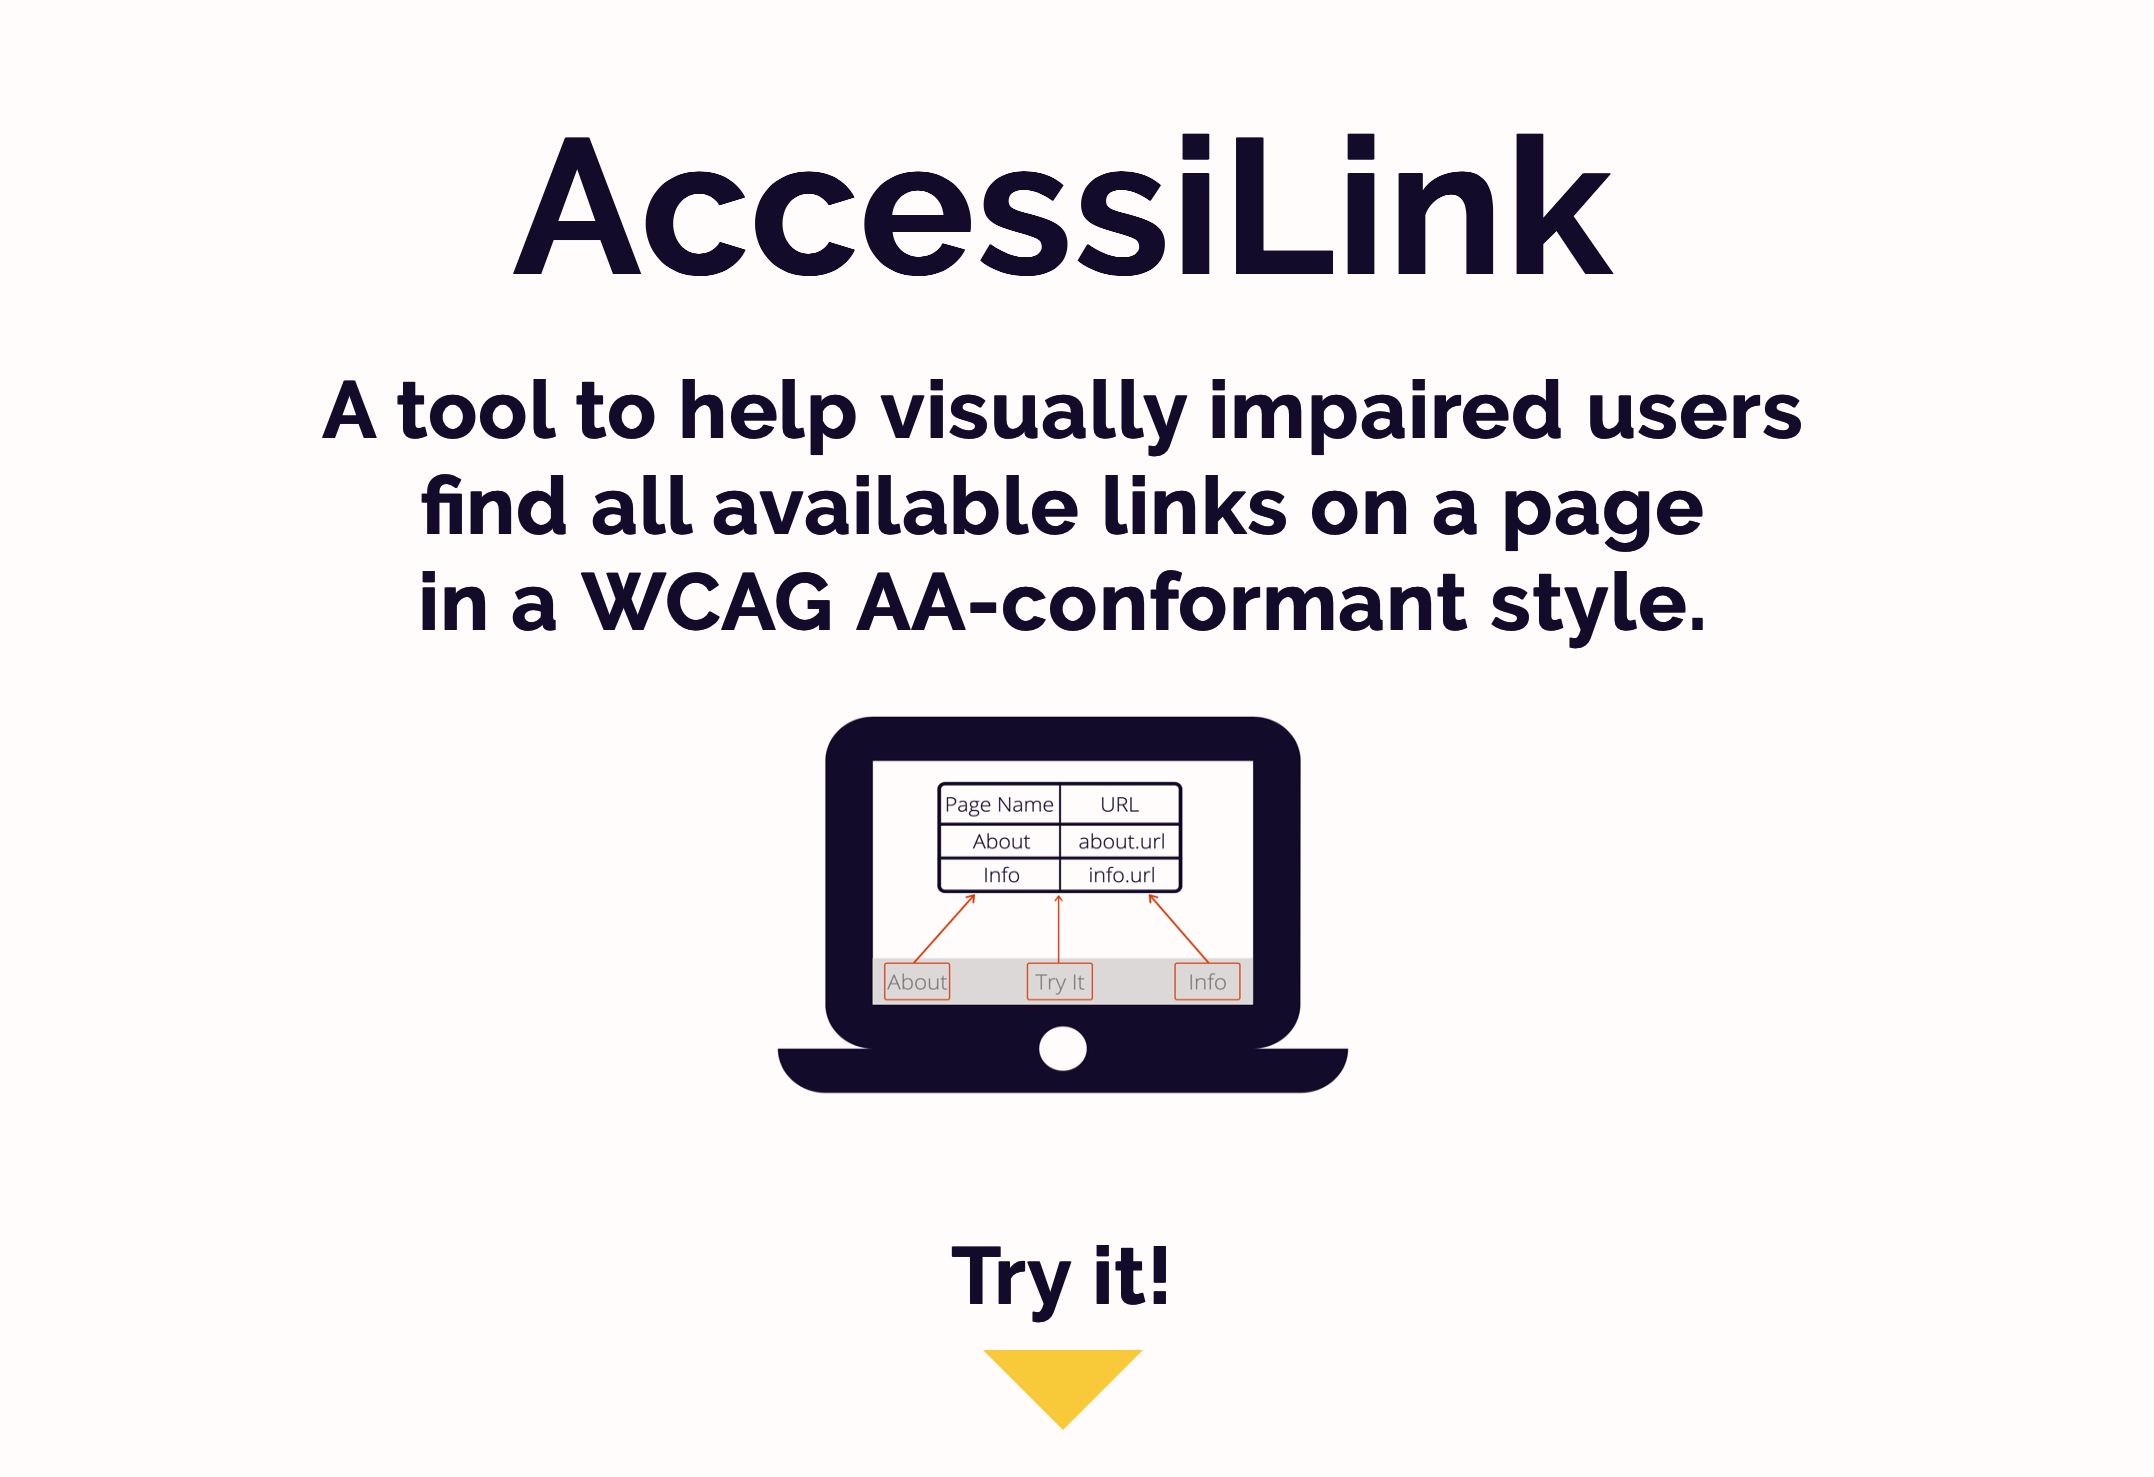 AccessiLink
A tool to help visually impaired users
find all available links on a page
in a WCAG AA-conformant style.
Page Name URL
About about.url
Info info.url
About Try It Info
Try it!